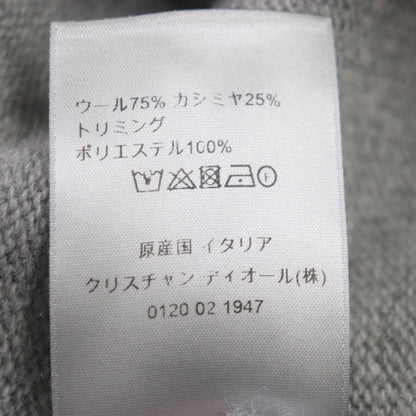 ウール75% カシミヤ25%
トリミング
ポリエステル100%
F
原産国 イタリア
クリスチャン ディオール(株)
0120 02 1947